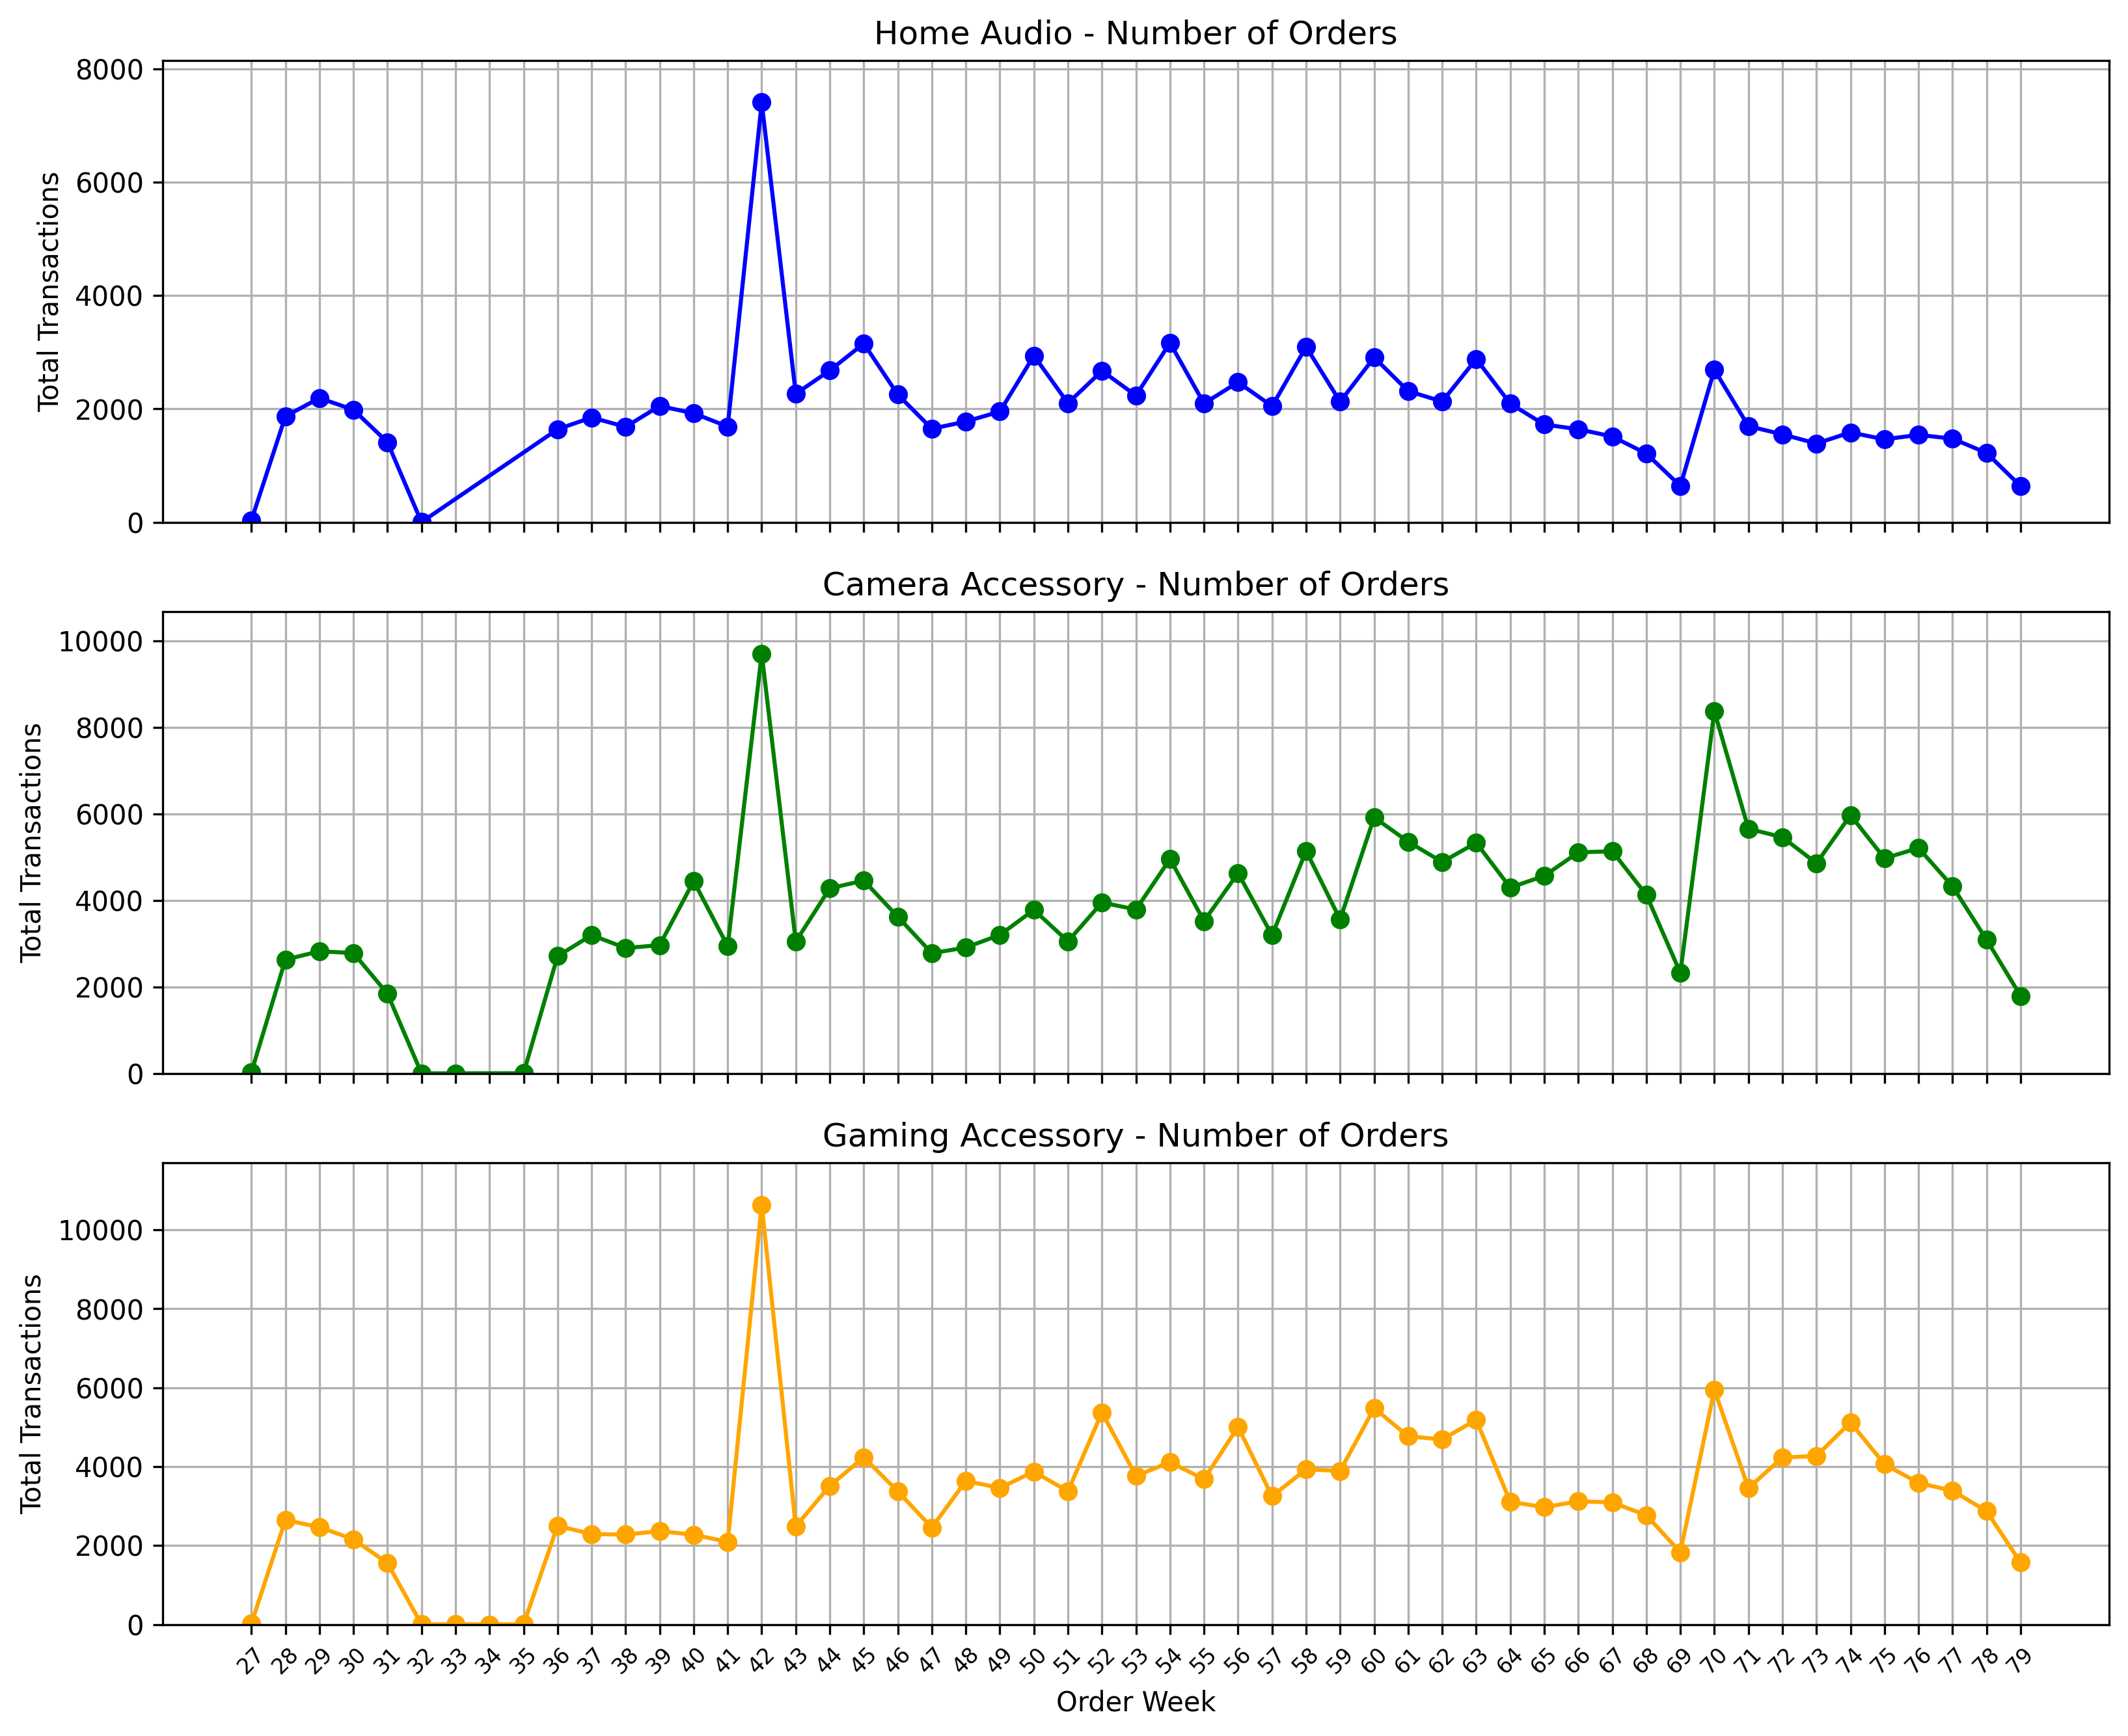 Home Audio - Number of Orders
Total Transactions
8000
6000
4000
2000
0
Camera Accessory - Number of Orders
Total Transactions
10000
8000
6000
4000
2000
0
Gaming Accessory - Number of Orders
Total Transactions
10000
8000
6000
4000
2000
0
27 28 29 30 31 32 33 34 35 36 37 38 39 40 41 42 43 44 45 46 47 48 49 50 51 52 53 54 55 56 57 58 59 60 61 62 63 64 65 66 67 68 69 70 71 72 73 74 75 76 77 78 79
Order Week